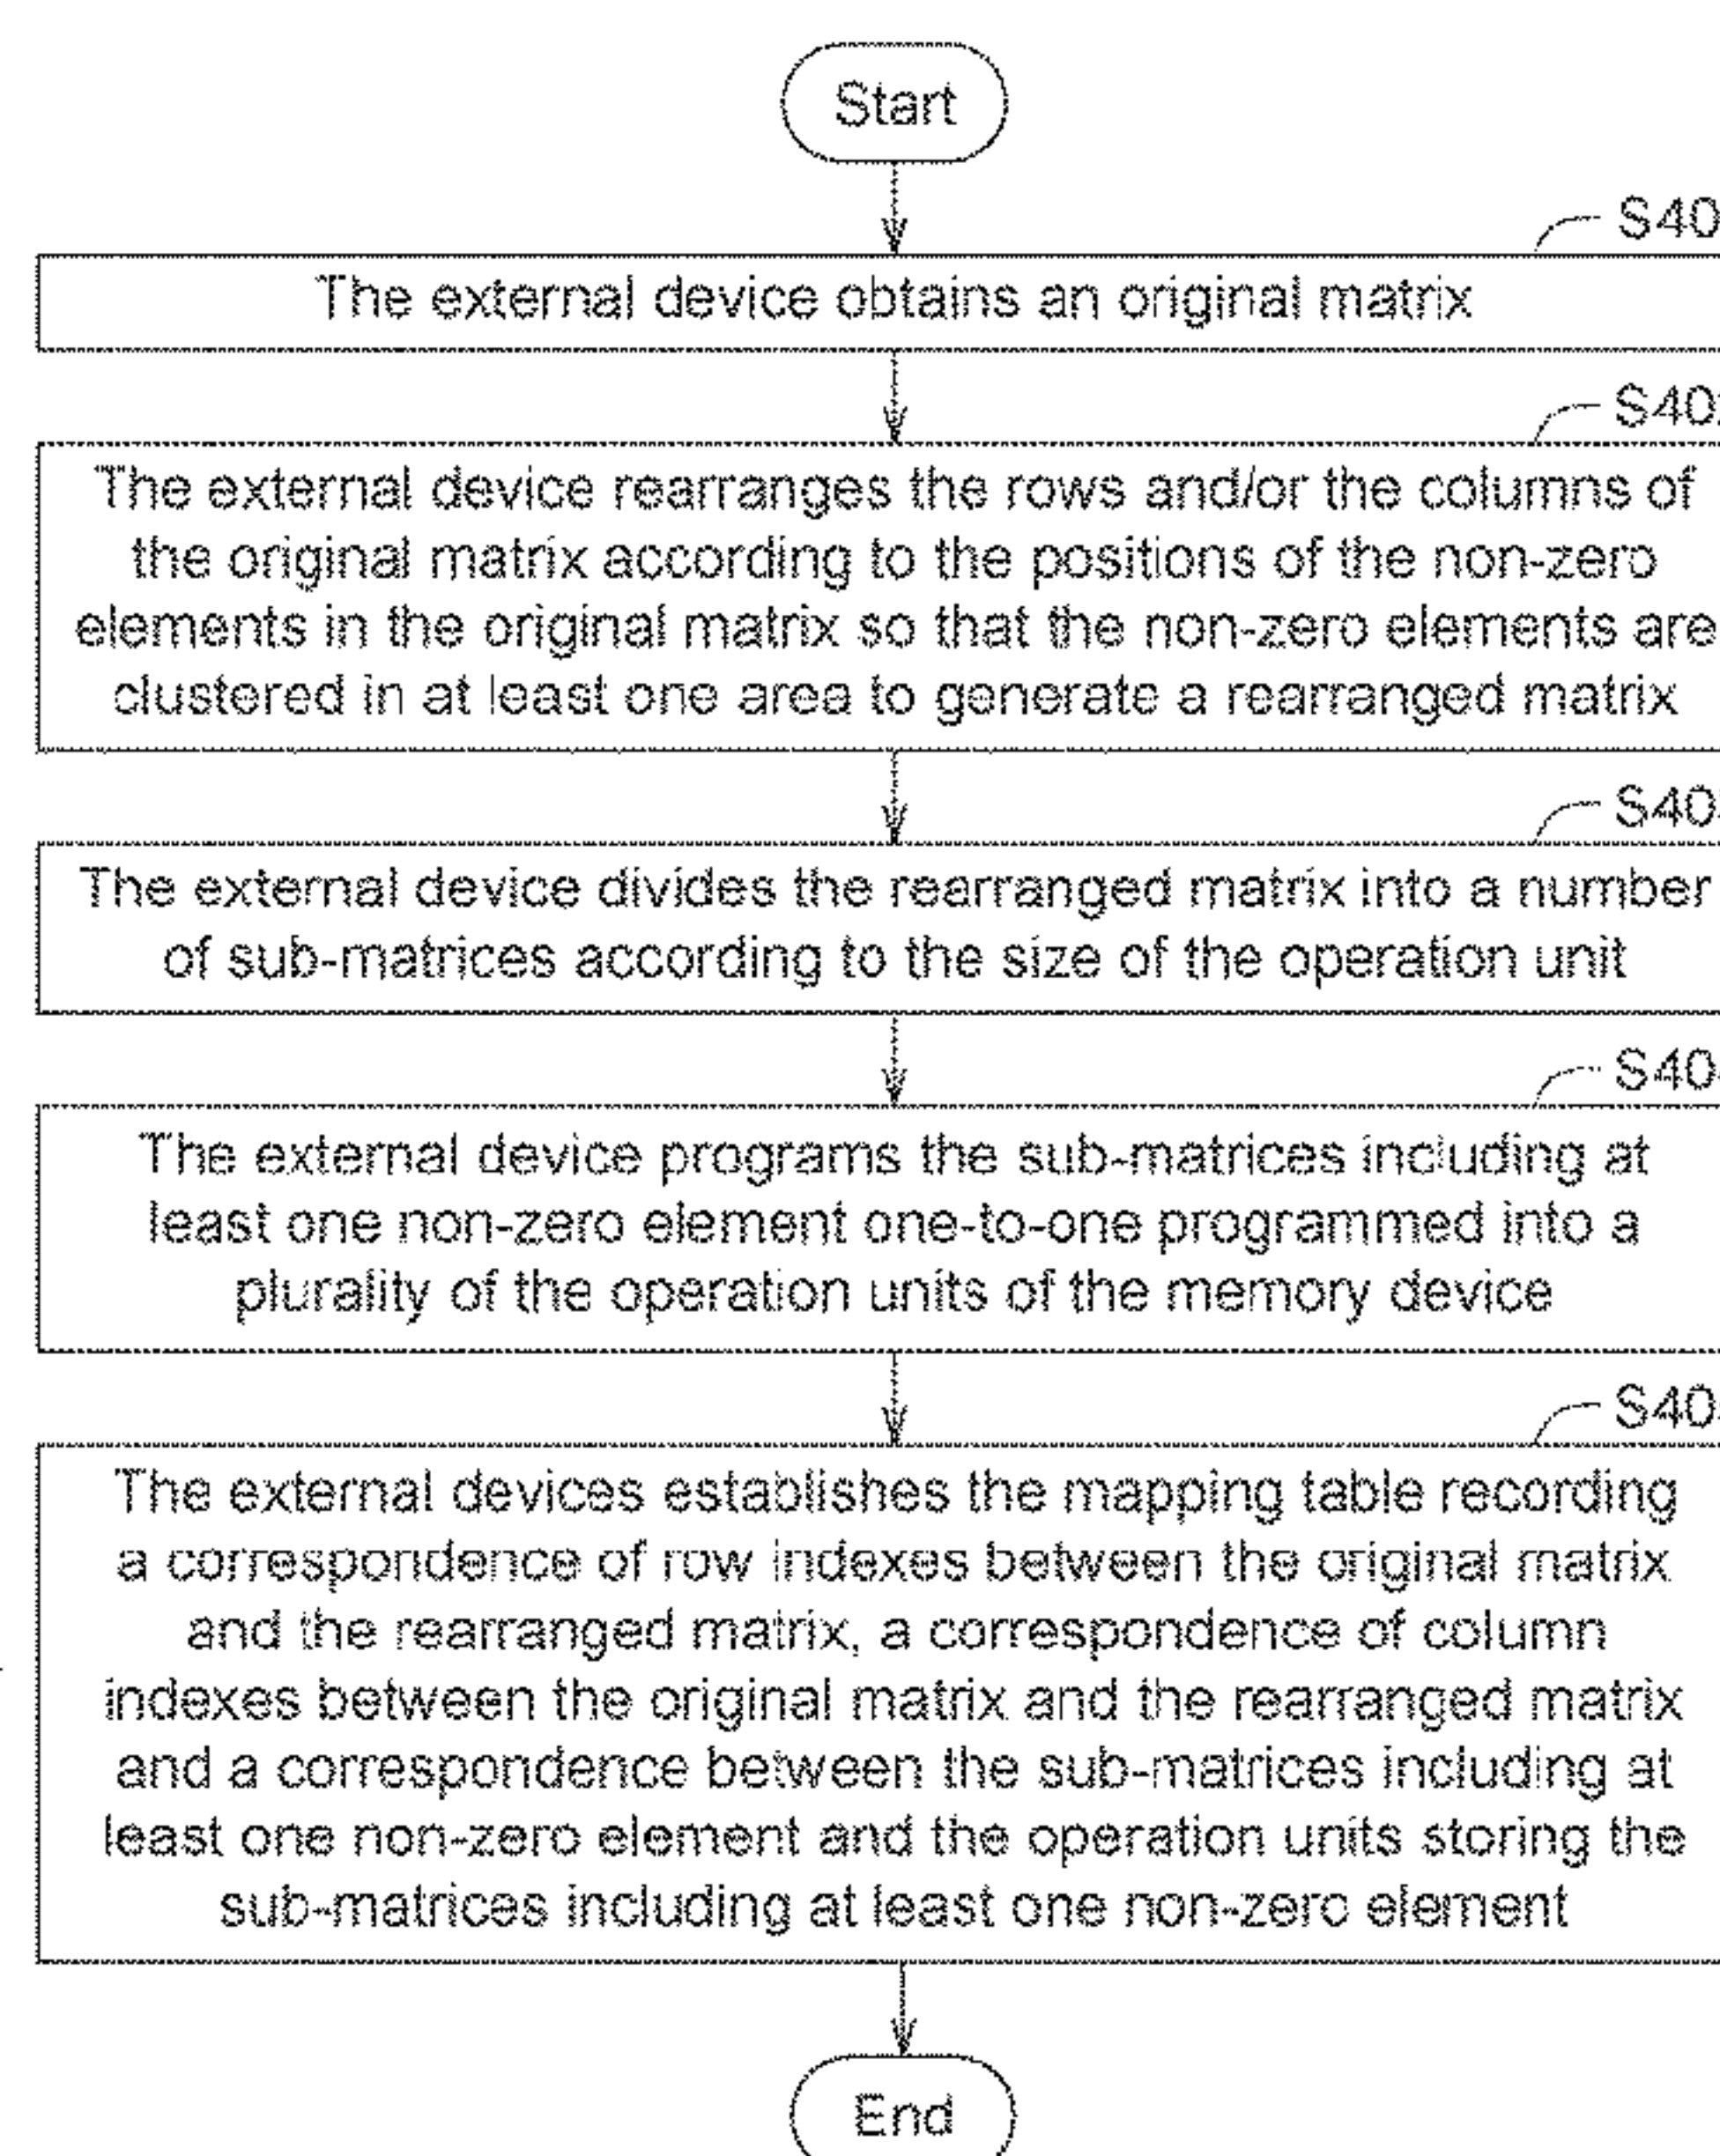 Start
S40
The external device obtains an original matrix
S40
The external device rearranges the rows and/or the columns of
the original matrix according to the positions of the non-zero
elements in the original matrix so that the non-zero elements are
clustered in at least one area to generate a rearranged matrix
S40
The external device divides the rearranged matrix into a number
of sub-matrices according to the size of the operation unit
S40
The external device programs the sub-matrices including at
least one non-zero element one-to-one programmed into a
plurality of the operation units of the memory device
S40
The external devices establishes the mapping table recording
a correspondence of row indexes between the original matrix
and the rearranged matrix, a correspondence of column
indexes between the original matrix and the rearranged matrix
and a correspondence between the sub-matrices including at
least one non-zero element and the operation units storing the
sub-matrices including at least one non-zero element
End